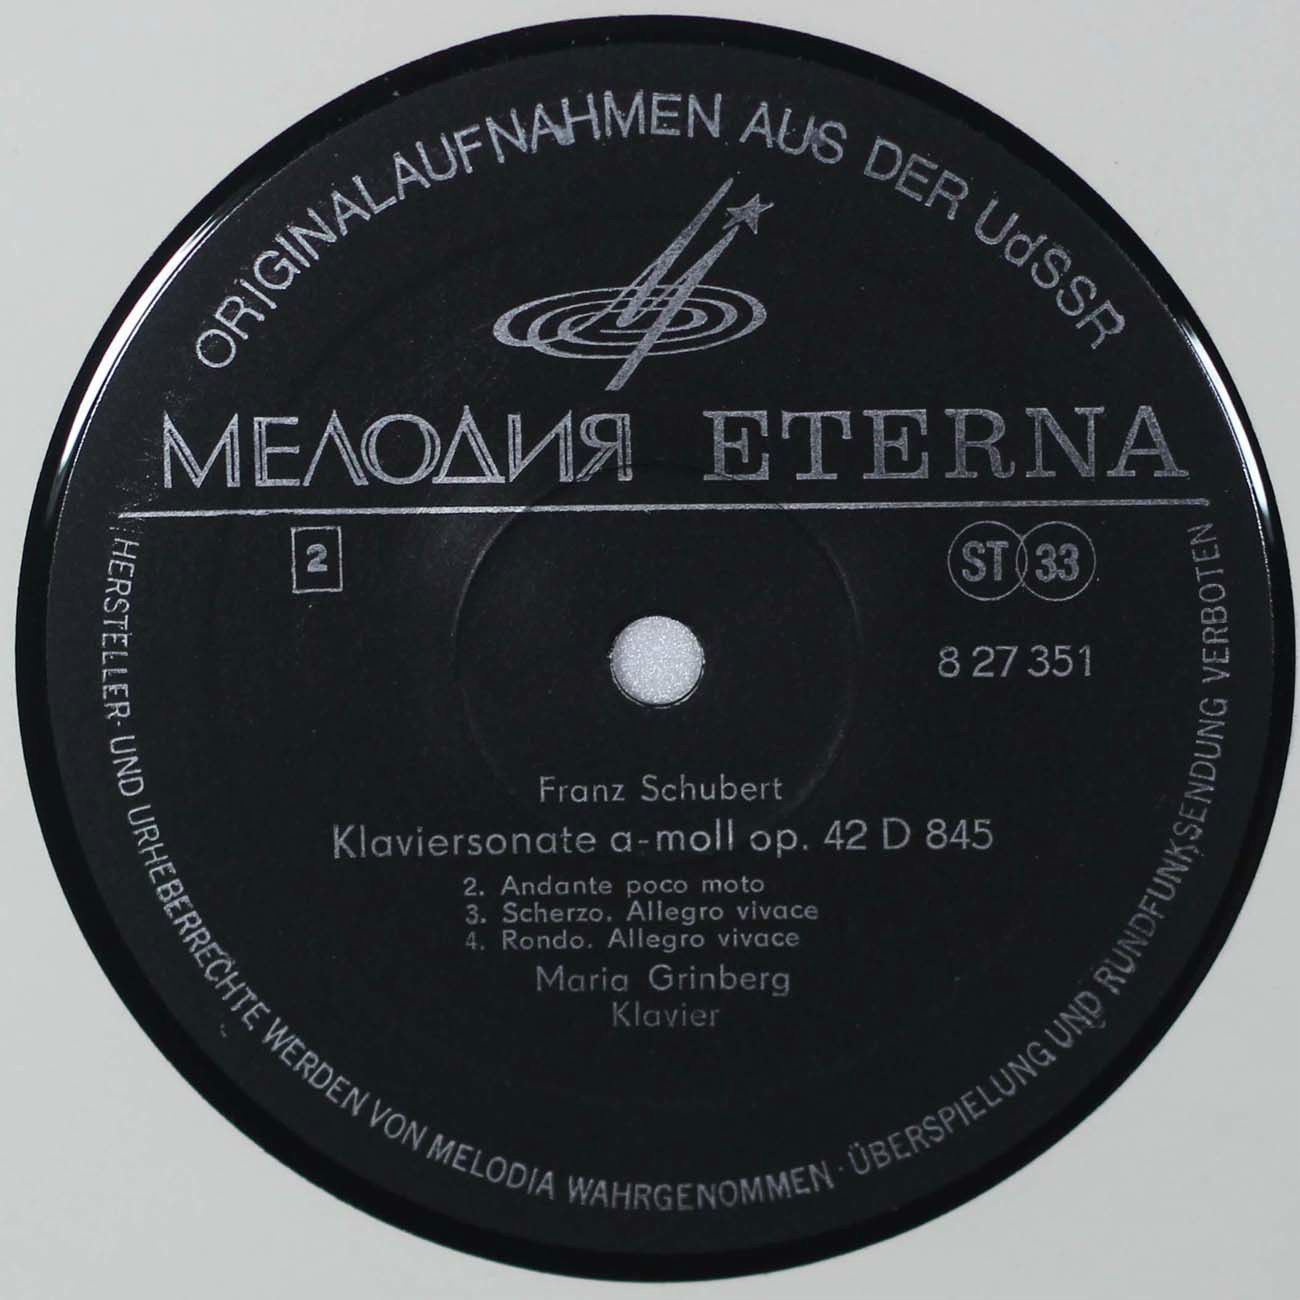 ORIGINALAUFNAHMEN AUS DER UdSSR
МЕЛОДИЯ ETERNA
2
ST 33
8 27 351
Franz Schubert
Klaviersonate a-moll op. 42 D 845
2. Andante poco moto
3. Scherzo. Allegro vivace
4. Rondo. Allegro vivace
Maria Grinberg
Klavier
HERSTELLER- UND URHEBERRECHTE WERDEN VON MELODIA WAHRGENOMMEN · ÜBERSPIELUNG UND RUNDFUNKSENDUNG VERBOTEN